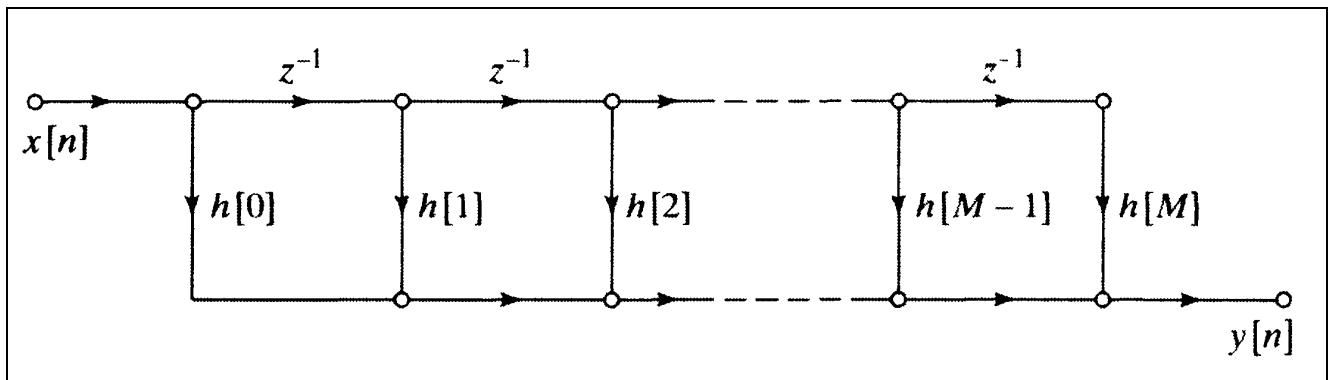 z⁻¹ z⁻¹ z⁻¹
x[n]
h[0] h[1] h[2] h[M – 1] h[M]
y[n]